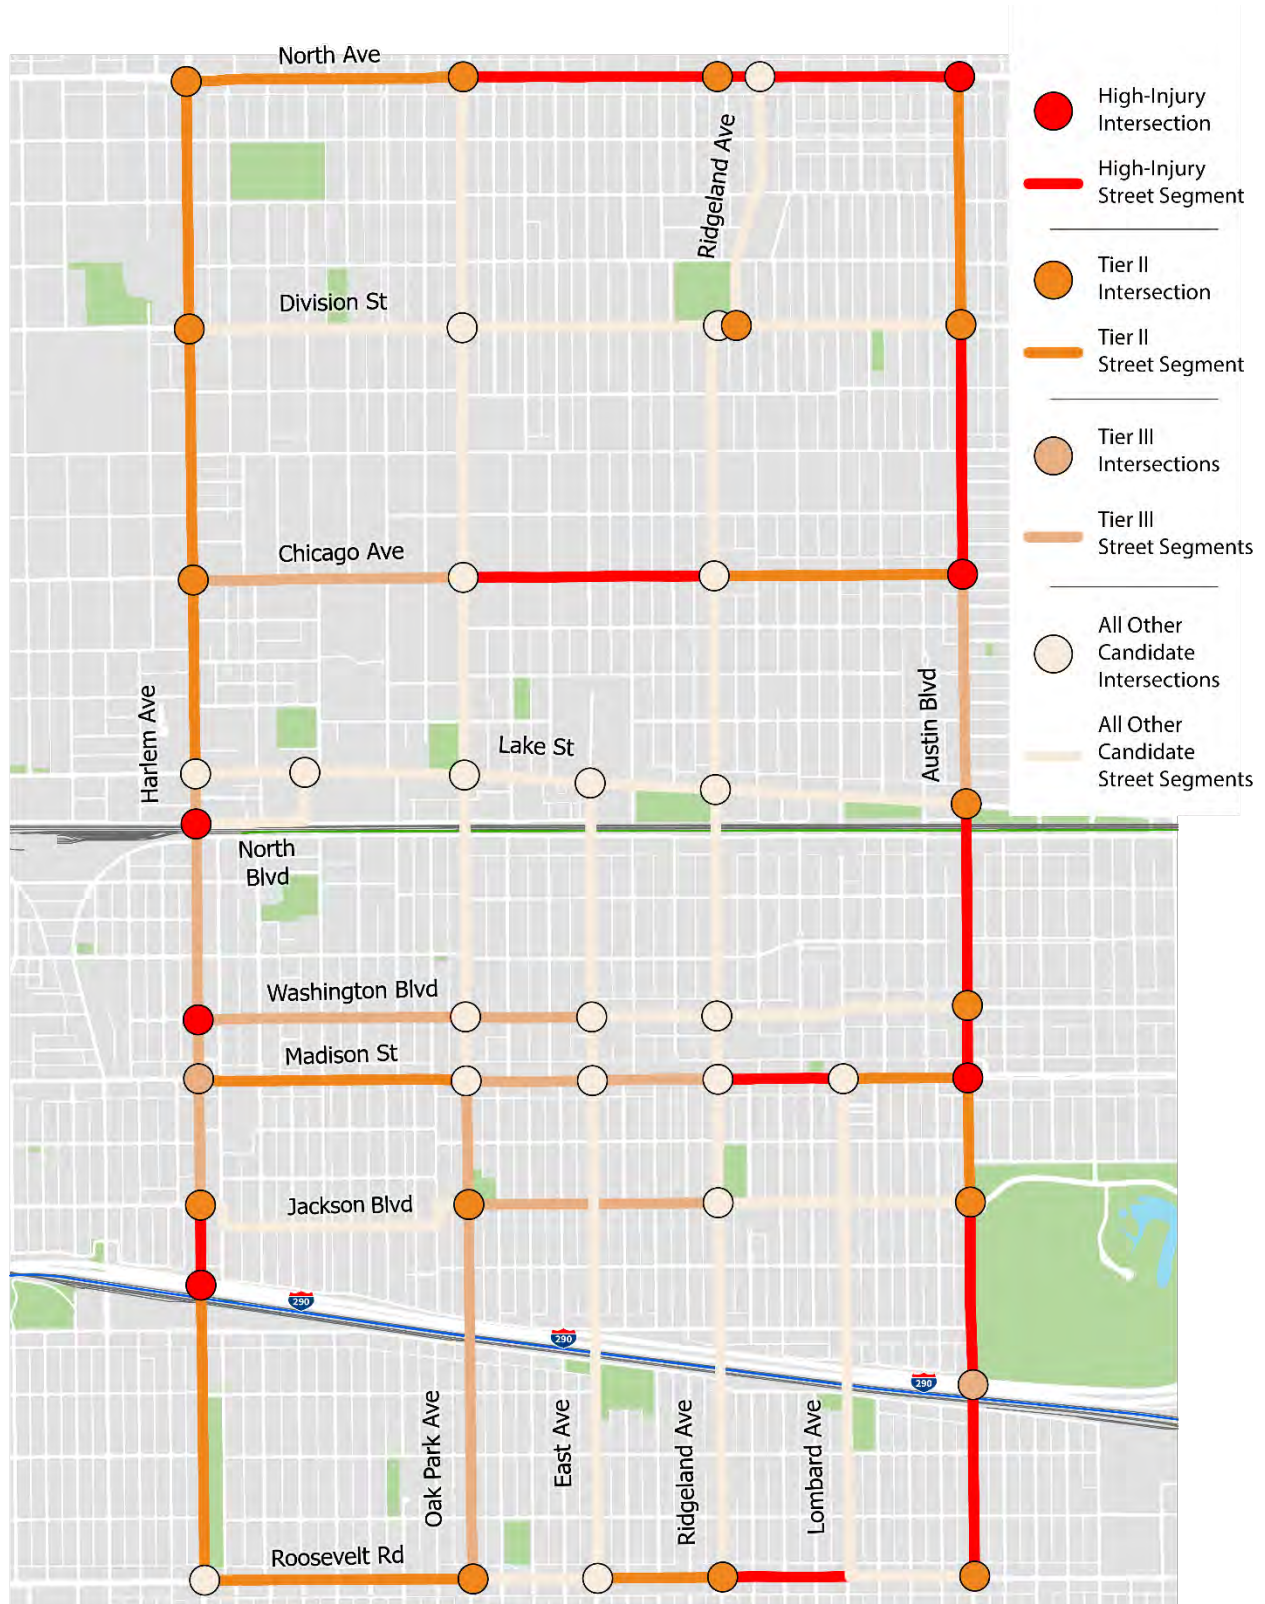 North Ave
High-Injury
Intersection
High-Injury
Street Segment
Ridgeland Ave
Tier II
Intersection
Division St
Tier II
Street Segment
Tier III
Intersections
Tier III
Street Segments
Chicago Ave
All Other
Candidate
Intersections
Harlem Ave
Lake St
Austin Blvd
All Other
Candidate
Street Segments
North
Blvd
Washington Blvd
Madison St
Jackson Blvd
290
290
290
Oak Park Ave
East Ave
Ridgeland Ave
Lombard Ave
Roosevelt Rd